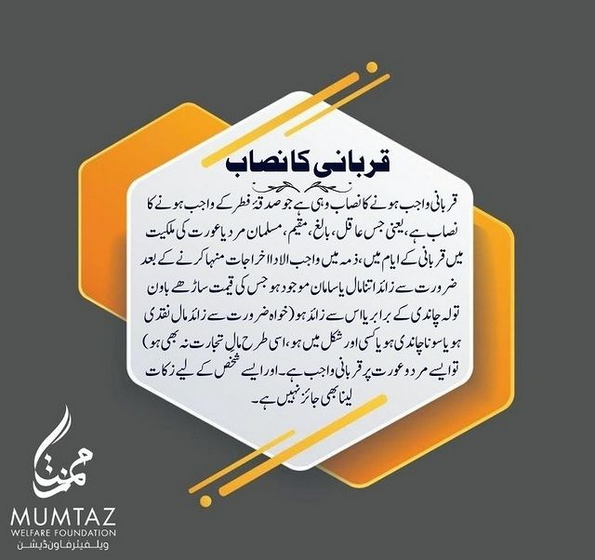 قربانی کا نصاب
قربانی واجب ہونے کا نصاب وہی ہے جو صدقۂ فطر کے واجب ہونے کا
نصاب ہے، یعنی جس عاقل، بالغ، مقیم، مسلمان مرد یا عورت کی ملکیت
میں قربانی کے ایام میں، ذمہ میں واجب الادا اخراجات منہا کرنے کے بعد
ضرورت سے زائد اتنا مال یا سامان موجود ہو جس کی قیمت ساڑھے باون
تولہ چاندی کے برابر یا اس سے زائد ہو (خواہ ضرورت سے زائد مال نقدی
ہو یا سونا چاندی ہو یا کسی اور شکل میں ہو، اسی طرح مالِ تجارت نہ بھی ہو)
تو ایسے مرد و عورت پر قربانی واجب ہے۔ اور ایسے شخص کے لیے زکات
لینا بھی جائز نہیں ہے۔
ممتاز
MUMTAZ
WELFARE FOUNDATION
ویلفیئر فاونڈیشن